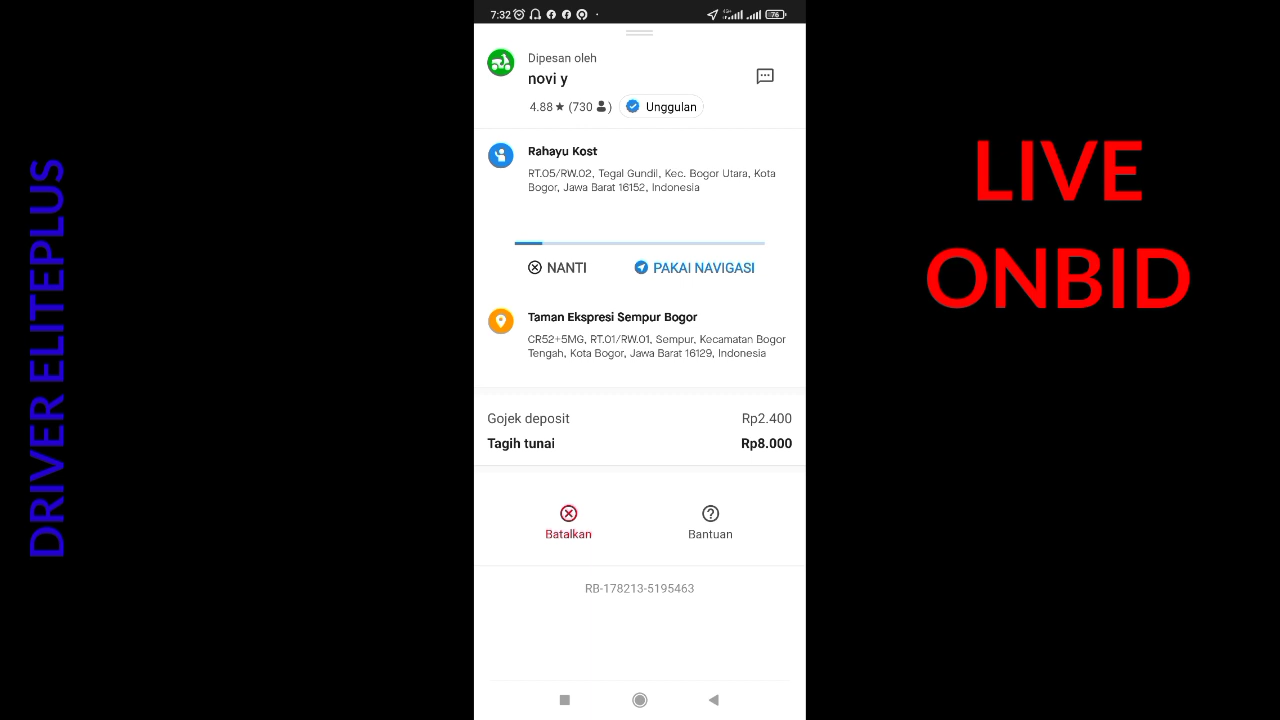 7:32
4G+
76
Dipesan oleh
novi y
4.88 ★ (730 )
Unggulan
Rahayu Kost
RT.05/RW.02, Tegal Gundil, Kec. Bogor Utara, Kota
Bogor, Jawa Barat 16152, Indonesia
NANTI
PAKAI NAVIGASI
Taman Ekspresi Sempur Bogor
CR52+5MG, RT.01/RW.01, Sempur, Kecamatan Bogor
Tengah, Kota Bogor, Jawa Barat 16129, Indonesia
Gojek deposit Rp2.400
Tagih tunai Rp8.000
Batalkan
Bantuan
RB-178213-5195463
DRIVER ELITEPLUS
LIVE
ONBID